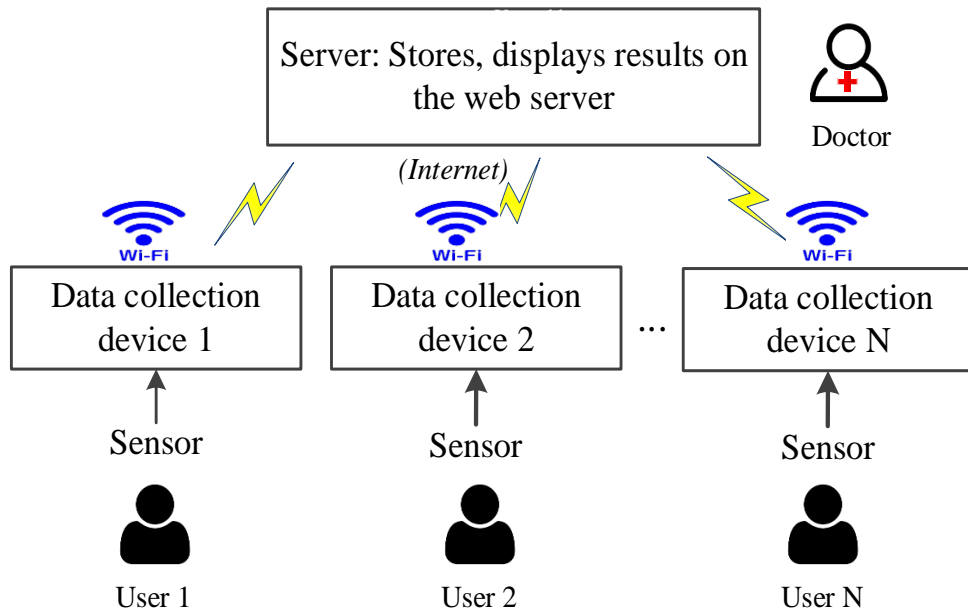 Server: Stores, displays results on
the web server
Doctor
(Internet)
Wi-Fi
Wi-Fi
Wi-Fi
Data collection
device 1
Data collection
device 2
...
Data collection
device N
Sensor
Sensor
Sensor
User 1
User 2
User N